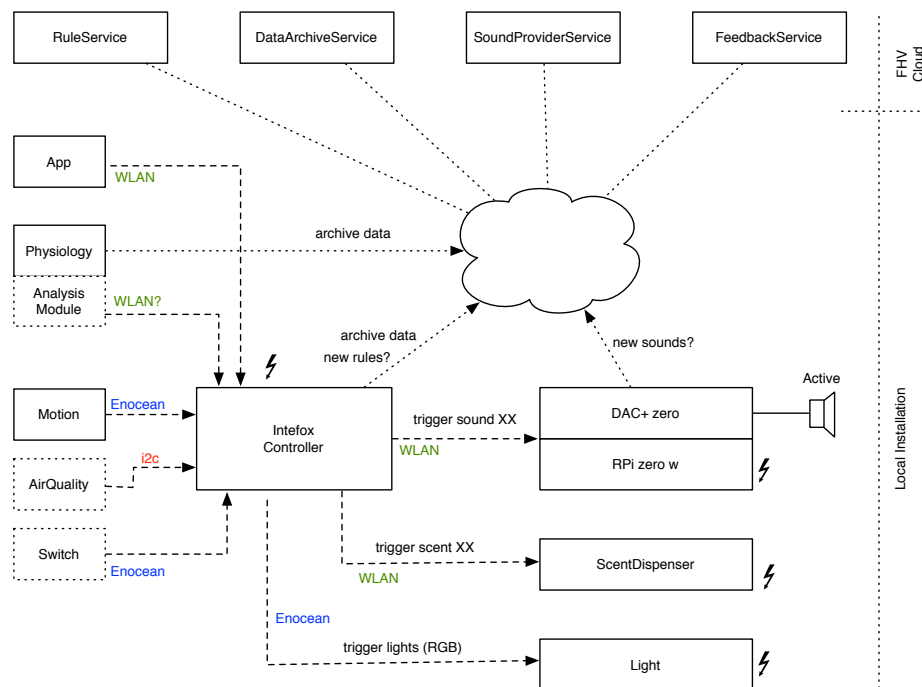 RuleService
DataArchiveService
SoundProviderService
FeedbackService
FHV
Cloud
App
WLAN
Physiology
archive data
Analysis
Module
WLAN?
archive data
new rules?
new sounds?
Active
Motion
Enocean
Intefox
Controller
trigger sound XX
WLAN
DAC+ zero
RPi zero w
AirQuality
i2c
Switch
Enocean
trigger scent XX
WLAN
ScentDispenser
Enocean
trigger lights (RGB)
Light
Local Installation